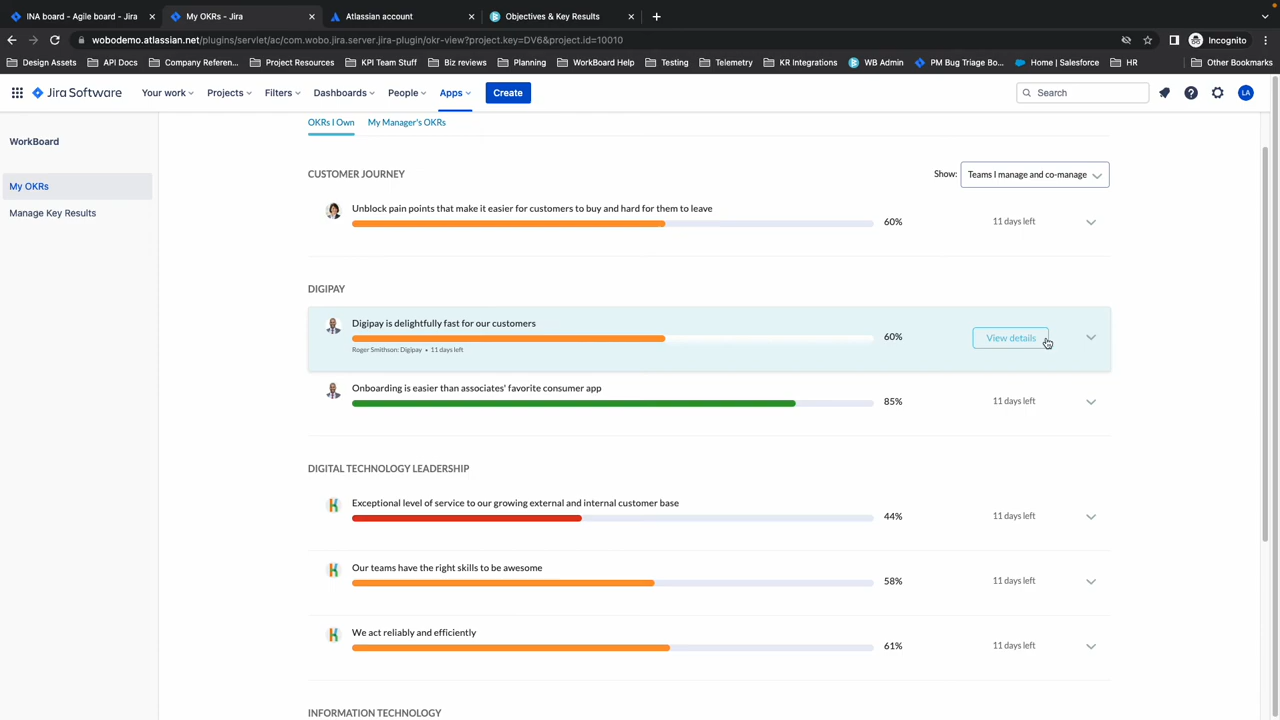 INA board - Agile board - Jira
My OKRs - Jira
Atlassian account
Objectives & Key Results
wobodemo.atlassian.net/plugins/servlet/ac/com.wobo.jira.server.jira-plugin/okr-view?project.key=DV6&project.id=10010
Incognito
Design Assets
API Docs
Company Referen...
Project Resources
KPI Team Stuff
Biz reviews
Planning
WorkBoard Help
Testing
Telemetry
KR Integrations
WB Admin
PM Bug Triage Boa...
Home | Salesforce
HR
Other Bookmarks
Jira Software
Your work
Projects
Filters
Dashboards
People
Apps
Create
Search
LA
WorkBoard
My OKRs
Manage Key Results
OKRs I Own
My Manager's OKRs
CUSTOMER JOURNEY
Show:
Teams I manage and co-manage
Unblock pain points that make it easier for customers to buy and hard for them to leave
60%
11 days left
DIGIPAY
Digipay is delightfully fast for our customers
60%
View details
Roger Smithson: Digipay • 11 days left
Onboarding is easier than associates' favorite consumer app
85%
11 days left
DIGITAL TECHNOLOGY LEADERSHIP
Exceptional level of service to our growing external and internal customer base
44%
11 days left
Our teams have the right skills to be awesome
58%
11 days left
We act reliably and efficiently
61%
11 days left
INFORMATION TECHNOLOGY